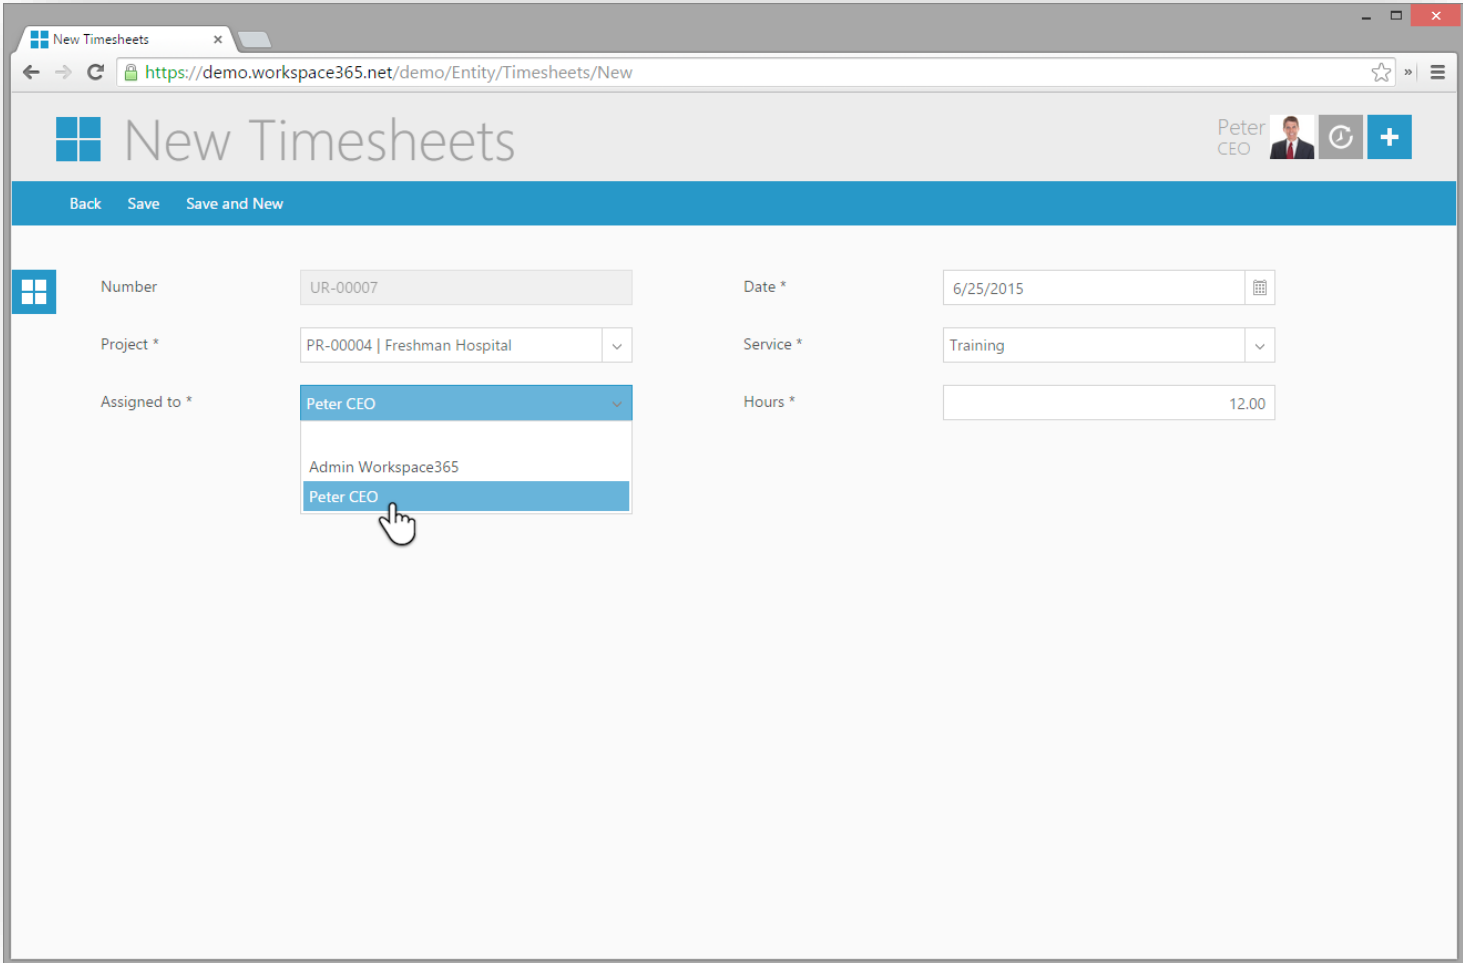 New Timesheets
https://demo.workspace365.net/demo/Entity/Timesheets/New
New Timesheets
Peter
CEO
Back Save Save and New
Number UR-00007 Date * 6/25/2015
Project * PR-00004 | Freshman Hospital Service * Training
Assigned to * Peter CEO Hours * 12.00
Admin Workspace365
Peter CEO